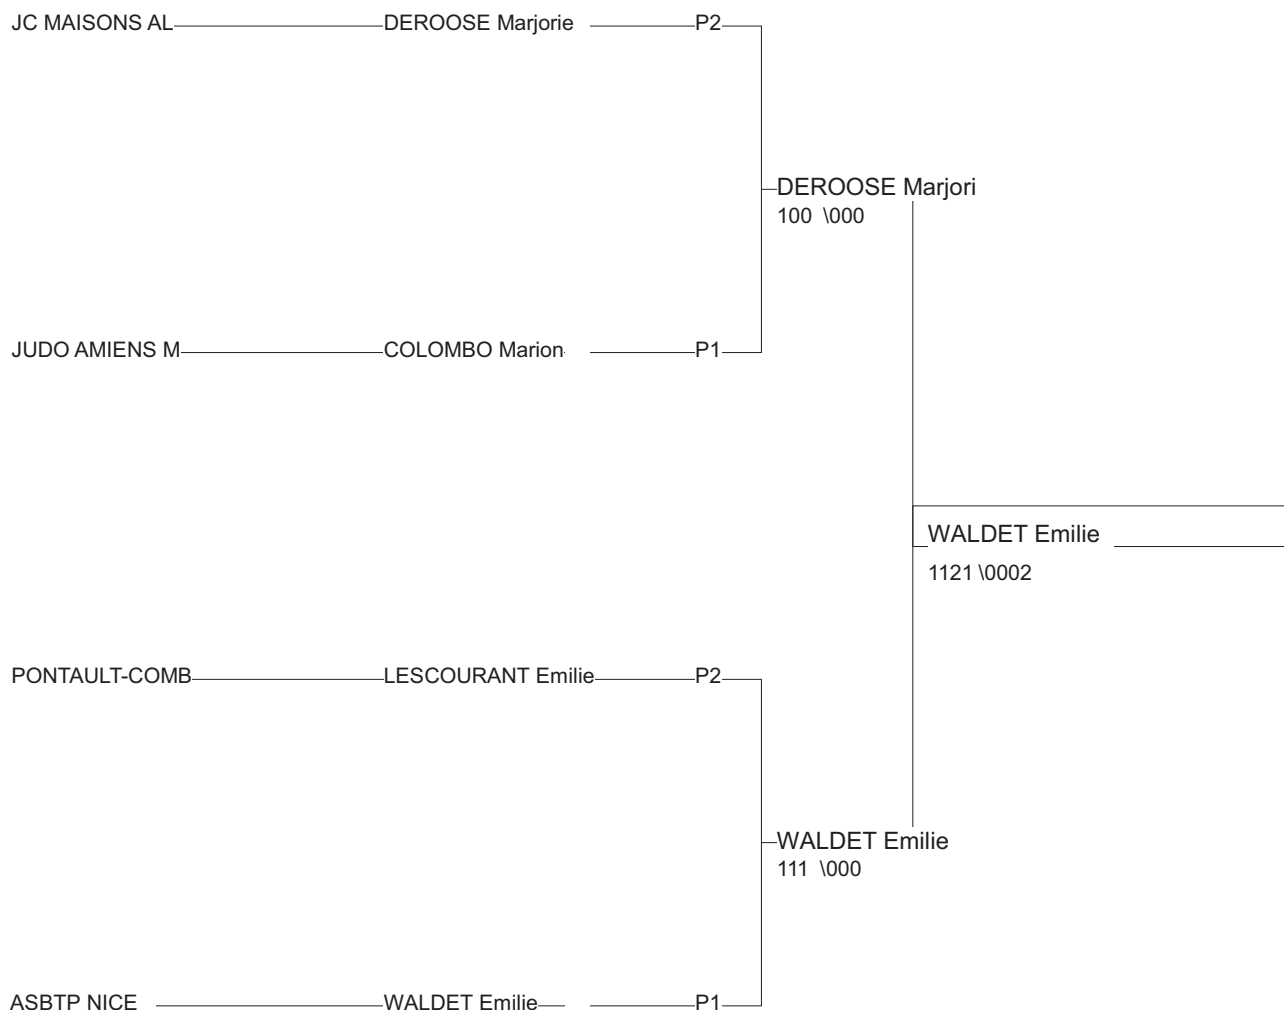 JC MAISONS AL DEROOSE Marjorie P2
DEROOSE Marjori
100 \000
JUDO AMIENS M COLOMBO Marion P1
WALDET Emilie
1121 \0002
PONTAULT-COMB LESCOURANT Emilie P2
WALDET Emilie
111 \000
ASBTP NICE WALDET Emilie P1